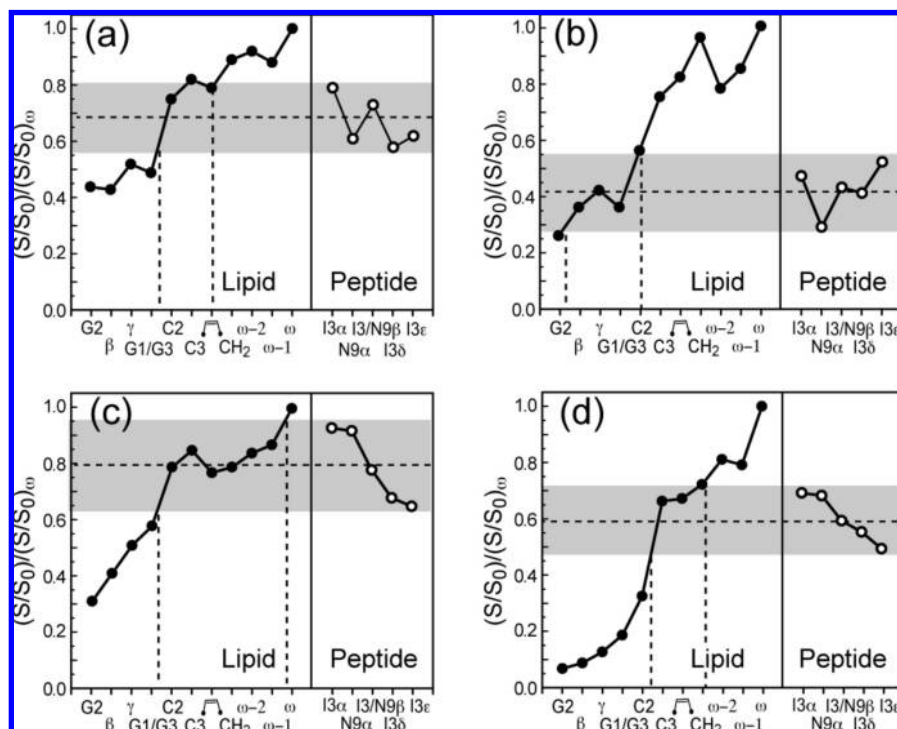 (a)
(S/S₀)/(S/S₀)ω
1.0
0.8
0.6
0.4
0.2
0.0
Lipid Peptide
G2 γ C2 ω−2 ω I3α I3/N9β I3ε
β G1/G3 C3 CH₂ ω−1 N9α I3δ
(b)
(S/S₀)/(S/S₀)ω
1.0
0.8
0.6
0.4
0.2
0.0
Lipid Peptide
G2 γ C2 ω−2 ω I3α I3/N9β I3ε
β G1/G3 C3 CH₂ ω−1 N9α I3δ
(c)
(S/S₀)/(S/S₀)ω
1.0
0.8
0.6
0.4
0.2
0.0
Lipid Peptide
G2 γ C2 ω−2 ω I3α I3/N9β I3ε
β G1/G3 C3 CH₂ ω−1 N9α I3δ
(d)
(S/S₀)/(S/S₀)ω
1.0
0.8
0.6
0.4
0.2
0.0
Lipid Peptide
G2 γ C2 ω−2 ω I3α I3/N9β I3ε
β G1/G3 C3 CH₂ ω−1 N9α I3δ